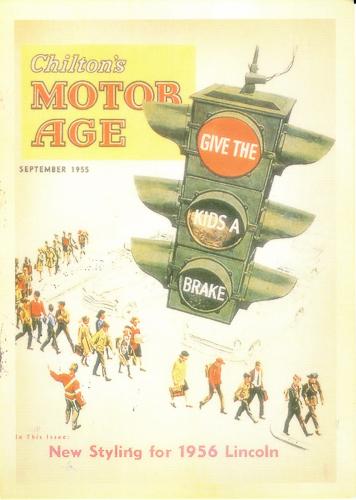 Chilton's
MOTOR
AGE
SEPTEMBER 1955
GIVE THE
KIDS A
BRAKE
In This Issue:
New Styling for 1956 Lincoln